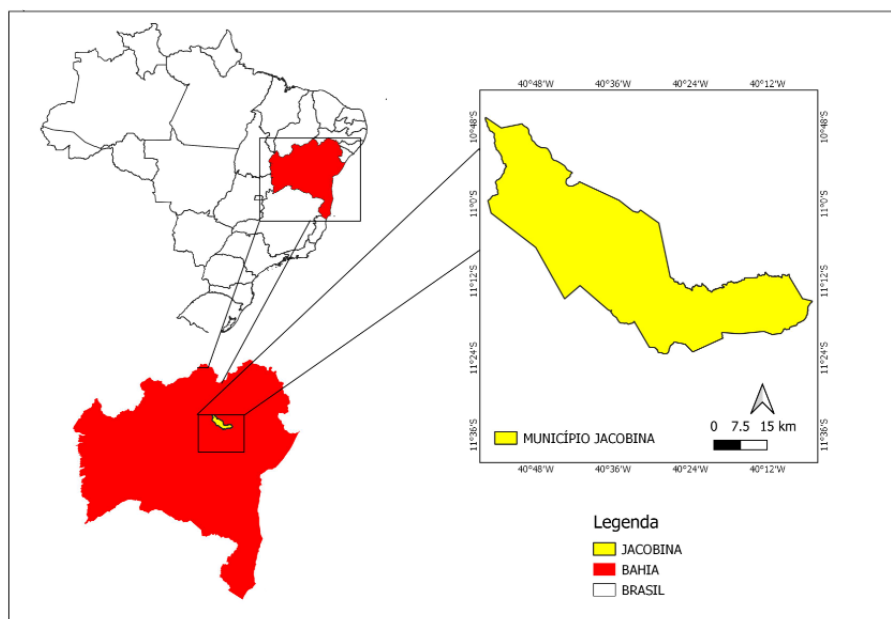 40°48'W 40°36'W 40°24'W 40°12'W
10°48'S 10°48'S
11°0'S 11°0'S
11°12'S 11°12'S
11°24'S 11°24'S
11°36'S 11°36'S
0 7.5 15 km
MUNICÍPIO JACOBINA
40°48'W 40°36'W 40°24'W 40°12'W
Legenda
JACOBINA
BAHIA
BRASIL